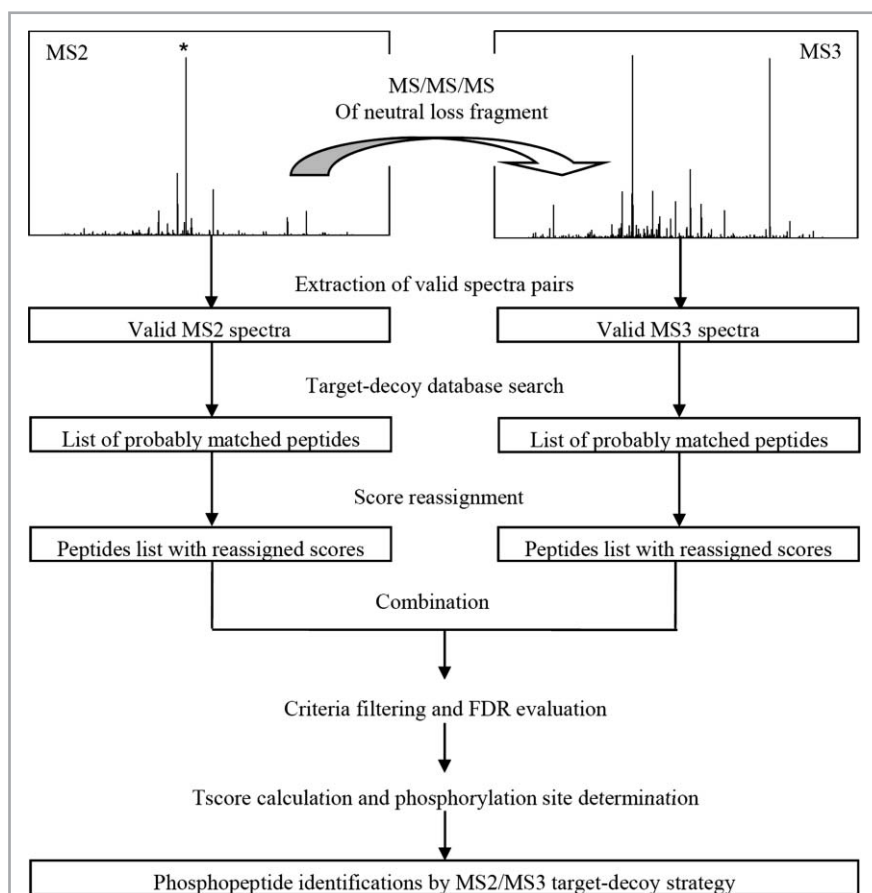 MS2
*
MS3
MS/MS/MS
Of neutral loss fragment
Extraction of valid spectra pairs
Valid MS2 spectra
Valid MS3 spectra
Target-decoy database search
List of probably matched peptides
List of probably matched peptides
Score reassignment
Peptides list with reassigned scores
Peptides list with reassigned scores
Combination
Criteria filtering and FDR evaluation
Tscore calculation and phosphorylation site determination
Phosphopeptide identifications by MS2/MS3 target-decoy strategy